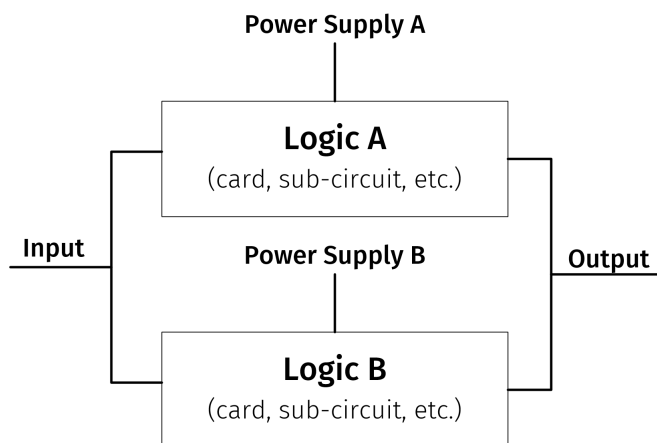 Power Supply A
Logic A
(card, sub-circuit, etc.)
Input
Power Supply B
Output
Logic B
(card, sub-circuit, etc.)